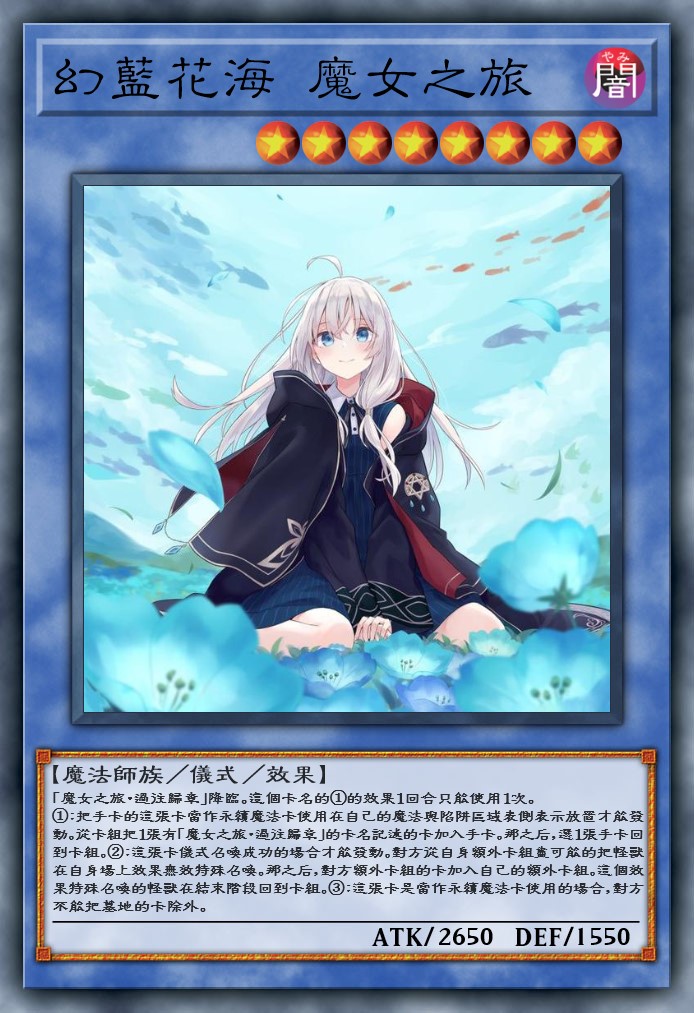 幻藍花海 魔女之旅
やみ
闇
【魔法師族/儀式/效果】
「魔女之旅·過注歸章」降臨。這個卡名的①的效果1回合只能使用1次。
①:把手卡的這張卡當作永續魔法卡使用在自己的魔法與陷阱區域表側表示放置才能發
動。從卡組把1張有「魔女之旅·過注歸章」的卡名記述的卡加入手卡。那之后,選1張手卡回
到卡組。②:這張卡儀式召喚成功的場合才能發動。對方從自身額外卡組盡可能的把怪獸
在自身場上效果無效特殊召喚。那之后,對方額外卡組的卡加入自己的額外卡組。這個效
果特殊召喚的怪獸在結束階段回到卡組。③:這張卡是當作永續魔法卡使用的場合,對方
不能把墓地的卡除外。
ATK/2650 DEF/1550